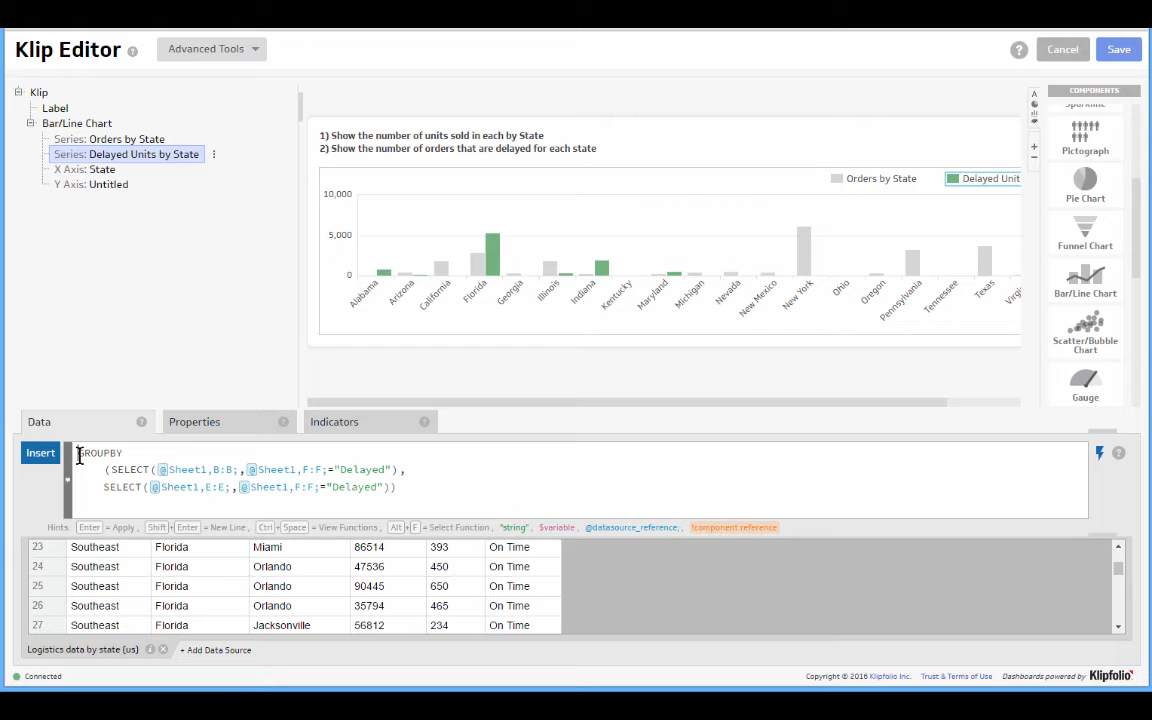 Klip Editor
Advanced Tools
Cancel
Save
Klip
Label
Bar/Line Chart
Series: Orders by State
Series: Delayed Units by State
X Axis: State
Y Axis: Untitled
1) Show the number of units sold in each by State
2) Show the number of orders that are delayed for each state
Orders by State
Delayed Unit
10,000
5,000
0
Alabama
Arizona
California
Florida
Georgia
Illinois
Indiana
Kentucky
Maryland
Michigan
Nevada
New Mexico
New York
Ohio
Oregon
Pennsylvania
Tennessee
Texas
COMPONENTS
Sparkline
Pictograph
Pie Chart
Funnel Chart
Bar/Line Chart
Scatter/Bubble
Chart
Gauge
Data
Properties
Indicators
Insert
GROUPBY
(SELECT(@Sheet1,B:B;,@Sheet1,F:F;="Delayed"),
SELECT(@Sheet1,E:E;,@Sheet1,F:F;="Delayed"))
Hints: Enter = Apply, Shift+Enter = New Line, Ctrl+Space = View Functions, Alt+F = Select Function, "string", $variable, @datasource_reference;, !component reference
23 Southeast Florida Miami 86514 393 On Time
24 Southeast Florida Orlando 47536 450 On Time
25 Southeast Florida Orlando 90445 650 On Time
26 Southeast Florida Orlando 35794 465 On Time
27 Southeast Florida Jacksonville 56812 234 On Time
Logistics data by state (us)
+ Add Data Source
Connected
Copyright © 2016 Klipfolio Inc.
Trust & Terms of Use
Dashboards powered by Klipfolio